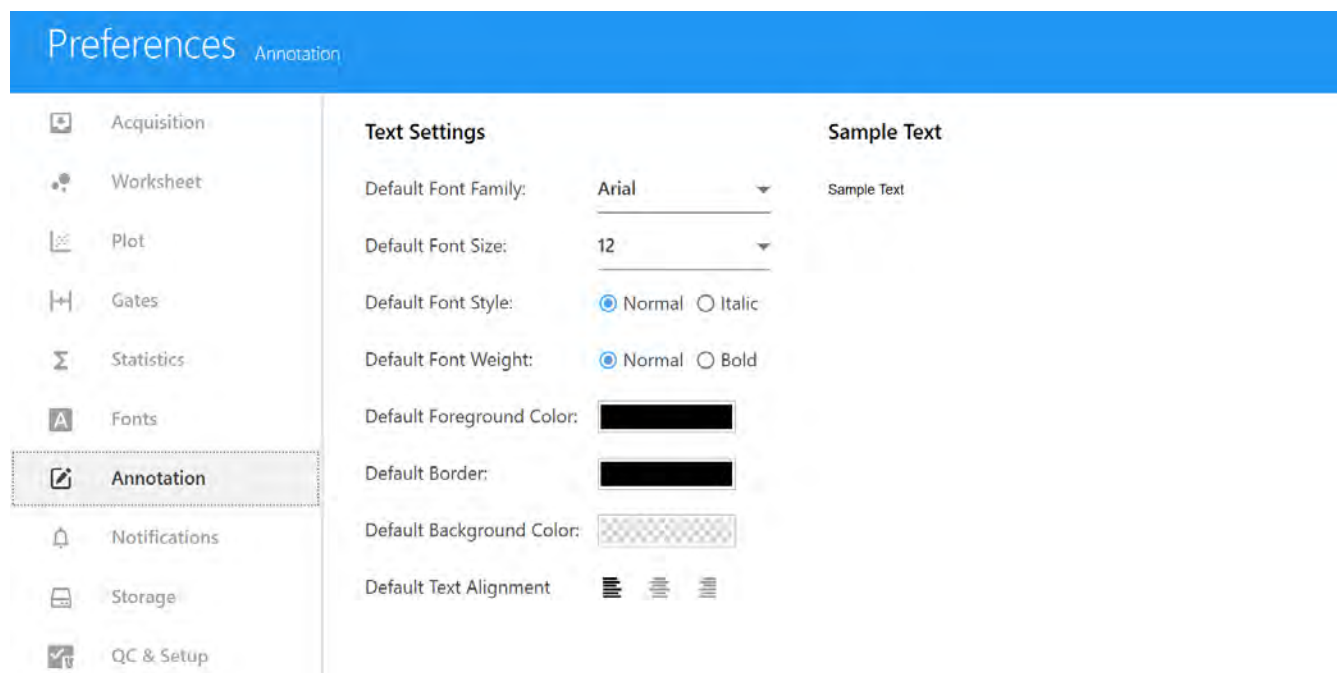 Preferences Annotation
Acquisition
Worksheet
Plot
Gates
Statistics
Fonts
Annotation
Notifications
Storage
QC & Setup
Text Settings
Default Font Family: Arial
Default Font Size: 12
Default Font Style: Normal Italic
Default Font Weight: Normal Bold
Default Foreground Color:
Default Border:
Default Background Color:
Default Text Alignment
Sample Text
Sample Text